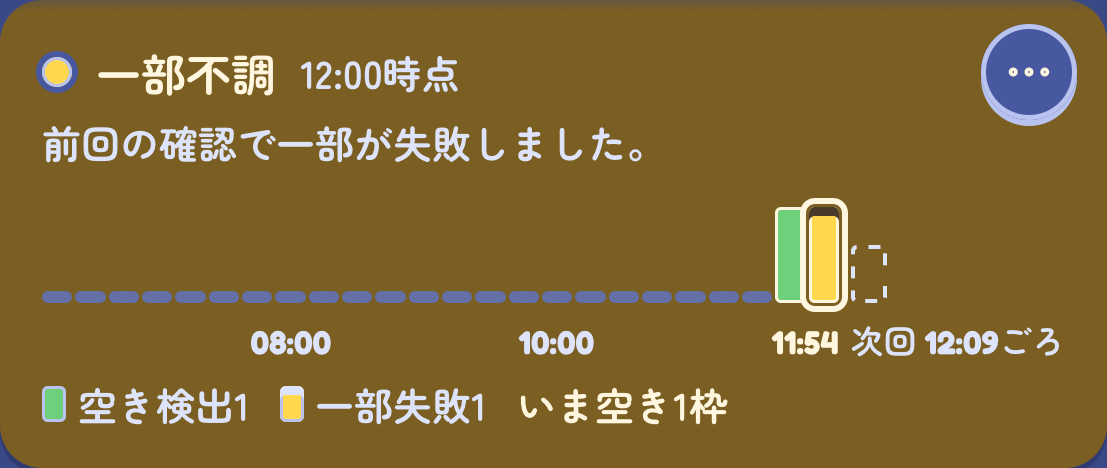 一部不調 12:00時点
前回の確認で一部が失敗しました。
08:00 10:00 11:54 次回 12:09ごろ
空き検出1 一部失敗1 いま空き1枠